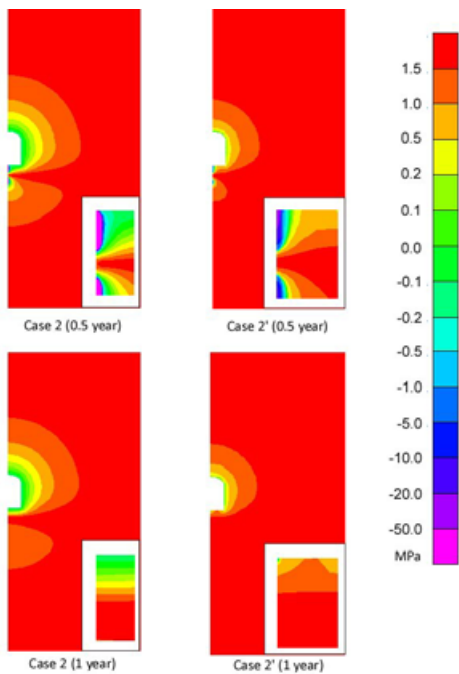 1.5
1.0
0.5
0.2
0.1
0.0
-0.1
-0.2
-0.5
-1.0
-5.0
-10.0
-20.0
-50.0
MPa
Case 2 (0.5 year)
Case 2' (0.5 year)
Case 2 (1 year)
Case 2' (1 year)